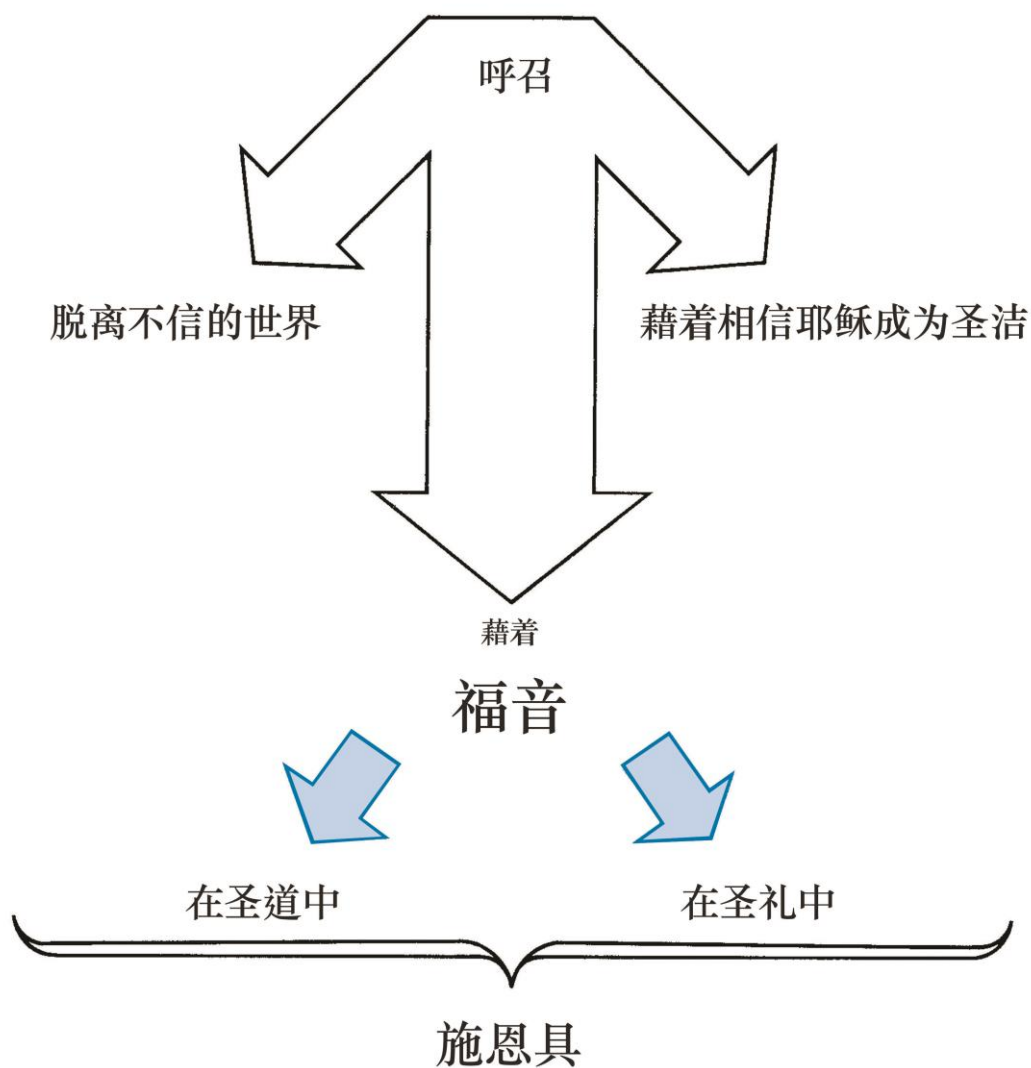 呼召
脱离不信的世界
藉着相信耶稣成为圣洁
藉着
福音
在圣道中
在圣礼中
施恩具